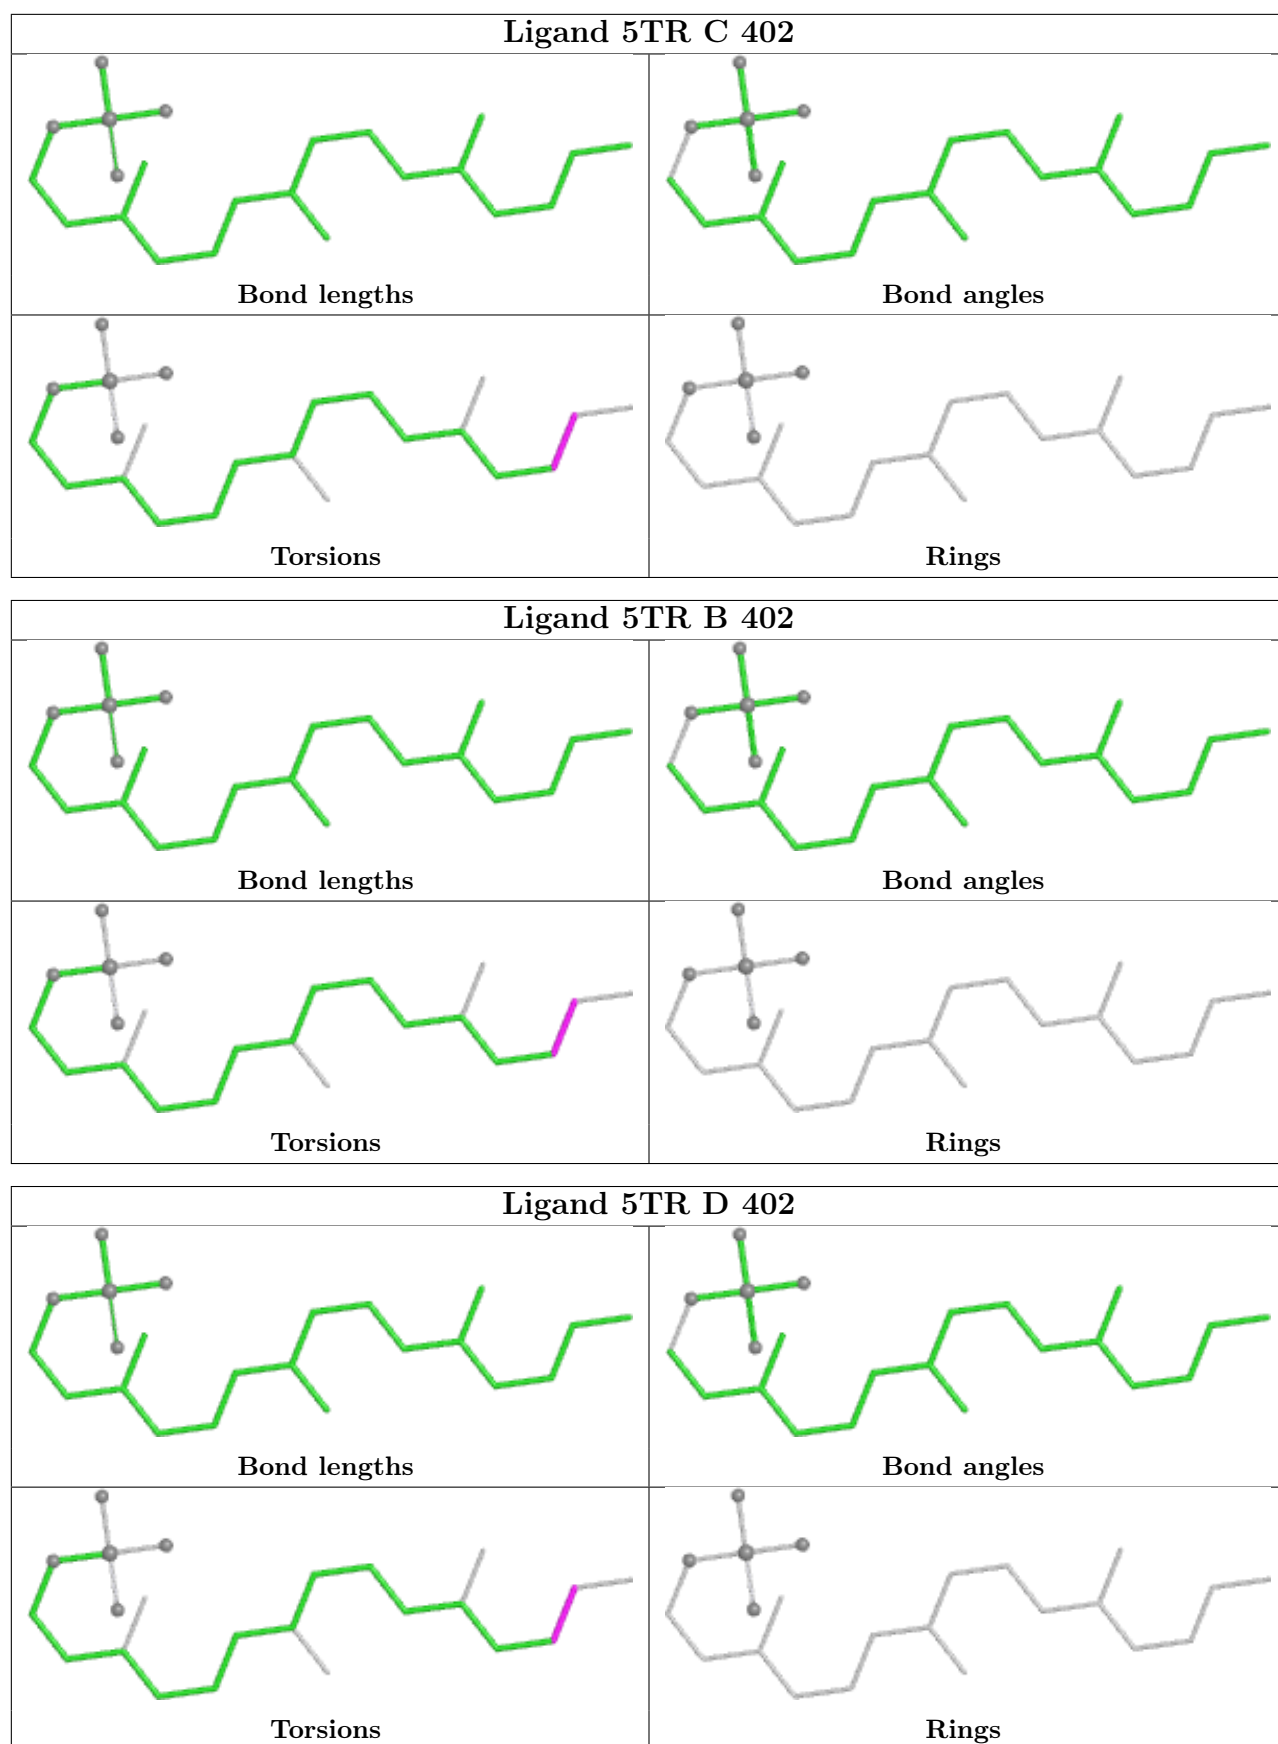 Ligand 5TR C 402
Bond lengths
Bond angles
Torsions
Rings
Ligand 5TR B 402
Bond lengths
Bond angles
Torsions
Rings
Ligand 5TR D 402
Bond lengths
Bond angles
Torsions
Rings